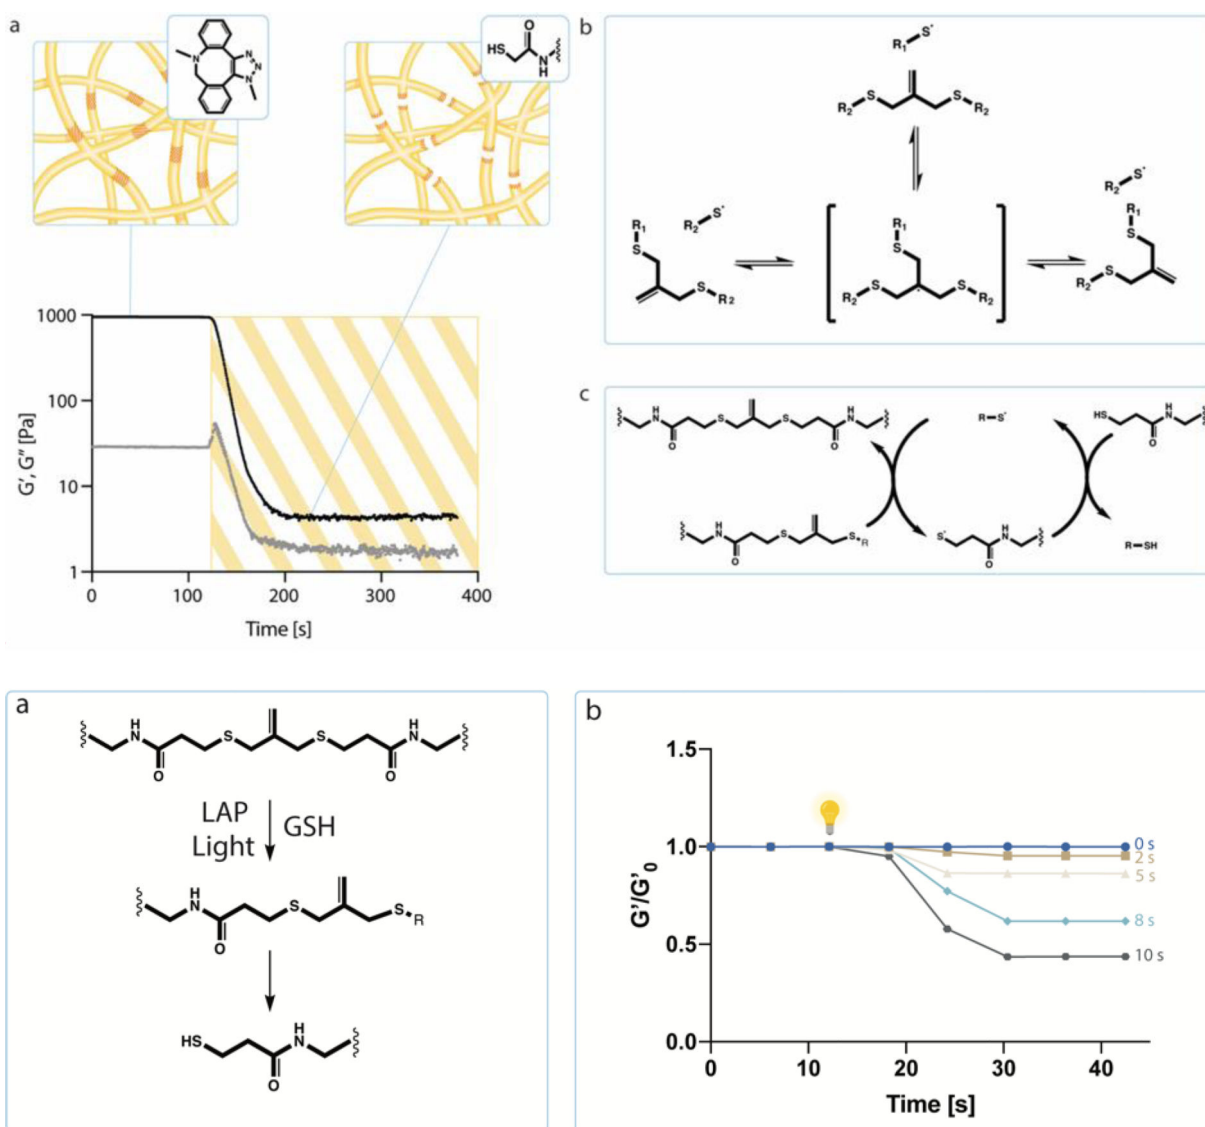 a
N
N
N
N
O
HS
N
H
G', G" [Pa]
1000
100
10
1
0
100
200
300
400
Time [s]
b
R₁
S•
S
S
R₂
R₂
R₁
S
R₂
S•
S
R₂
R₁
S
R₂
S
S
R₂
R₂
S•
R₁
S
R₂
S
c
H
N
O
S
S
O
H
N
R
S•
HS
O
H
N
H
N
O
S
S
R
S•
O
H
N
R
SH
a
H
N
O
S
S
O
H
N
LAP
Light
GSH
H
N
O
S
S
R
HS
O
H
N
b
G'/G'₀
1.5
1.0
0.5
0.0
0 s
2 s
5 s
8 s
10 s
0
10
20
30
40
Time [s]